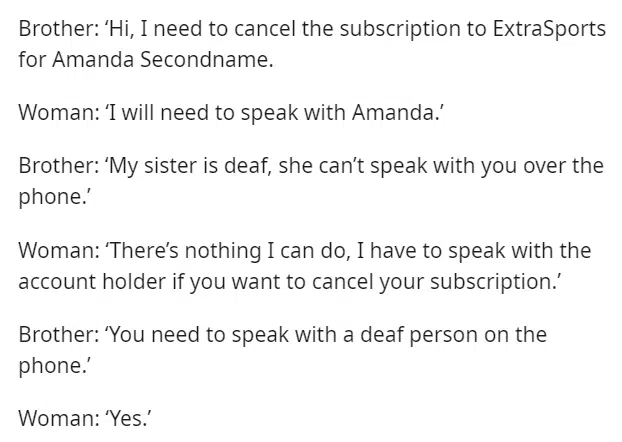 Brother: ‘Hi, I need to cancel the subscription to ExtraSports
for Amanda Secondname.
Woman: ‘I will need to speak with Amanda.’
Brother: ‘My sister is deaf, she can’t speak with you over the
phone.’
Woman: ‘There’s nothing I can do, I have to speak with the
account holder if you want to cancel your subscription.’
Brother: ‘You need to speak with a deaf person on the
phone.’
Woman: ‘Yes.’